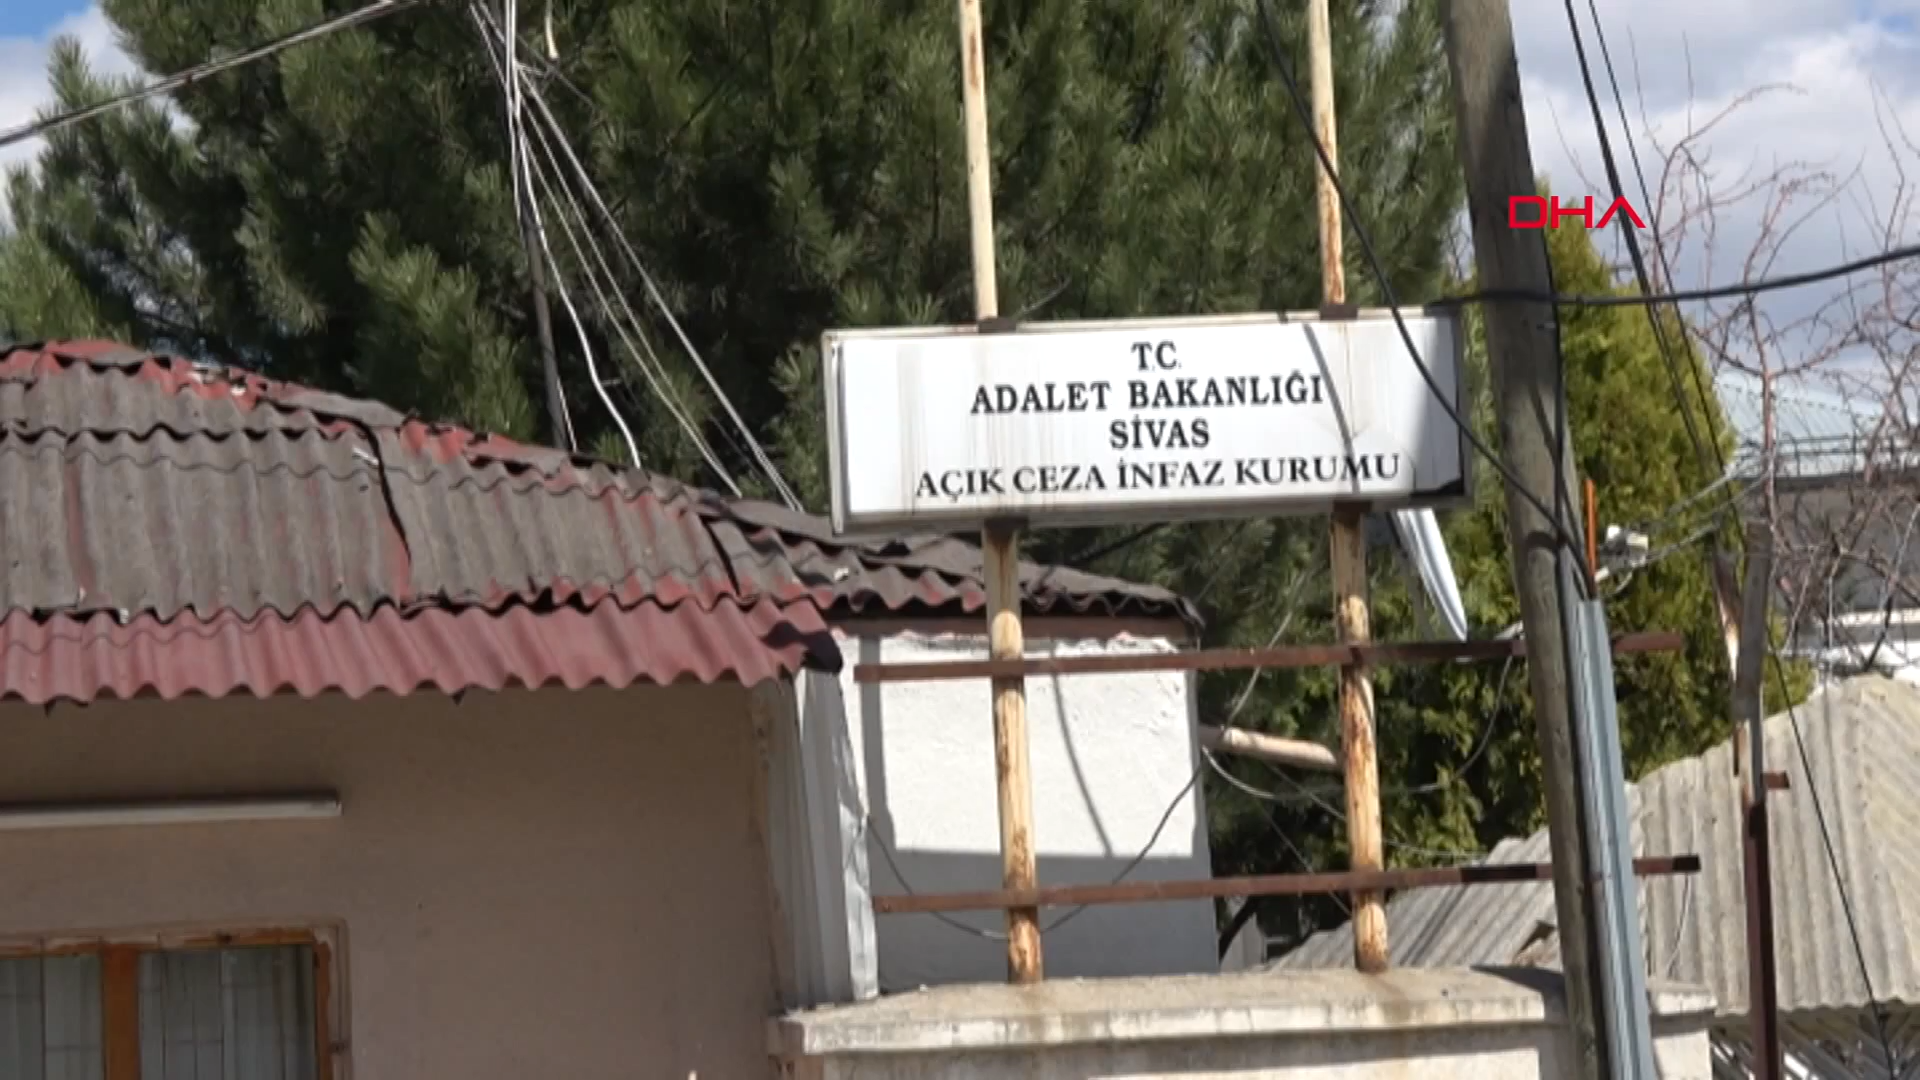 DHA
T.C.
ADALET BAKANLIĞI
SİVAS
AÇIK CEZA İNFAZ KURUMU